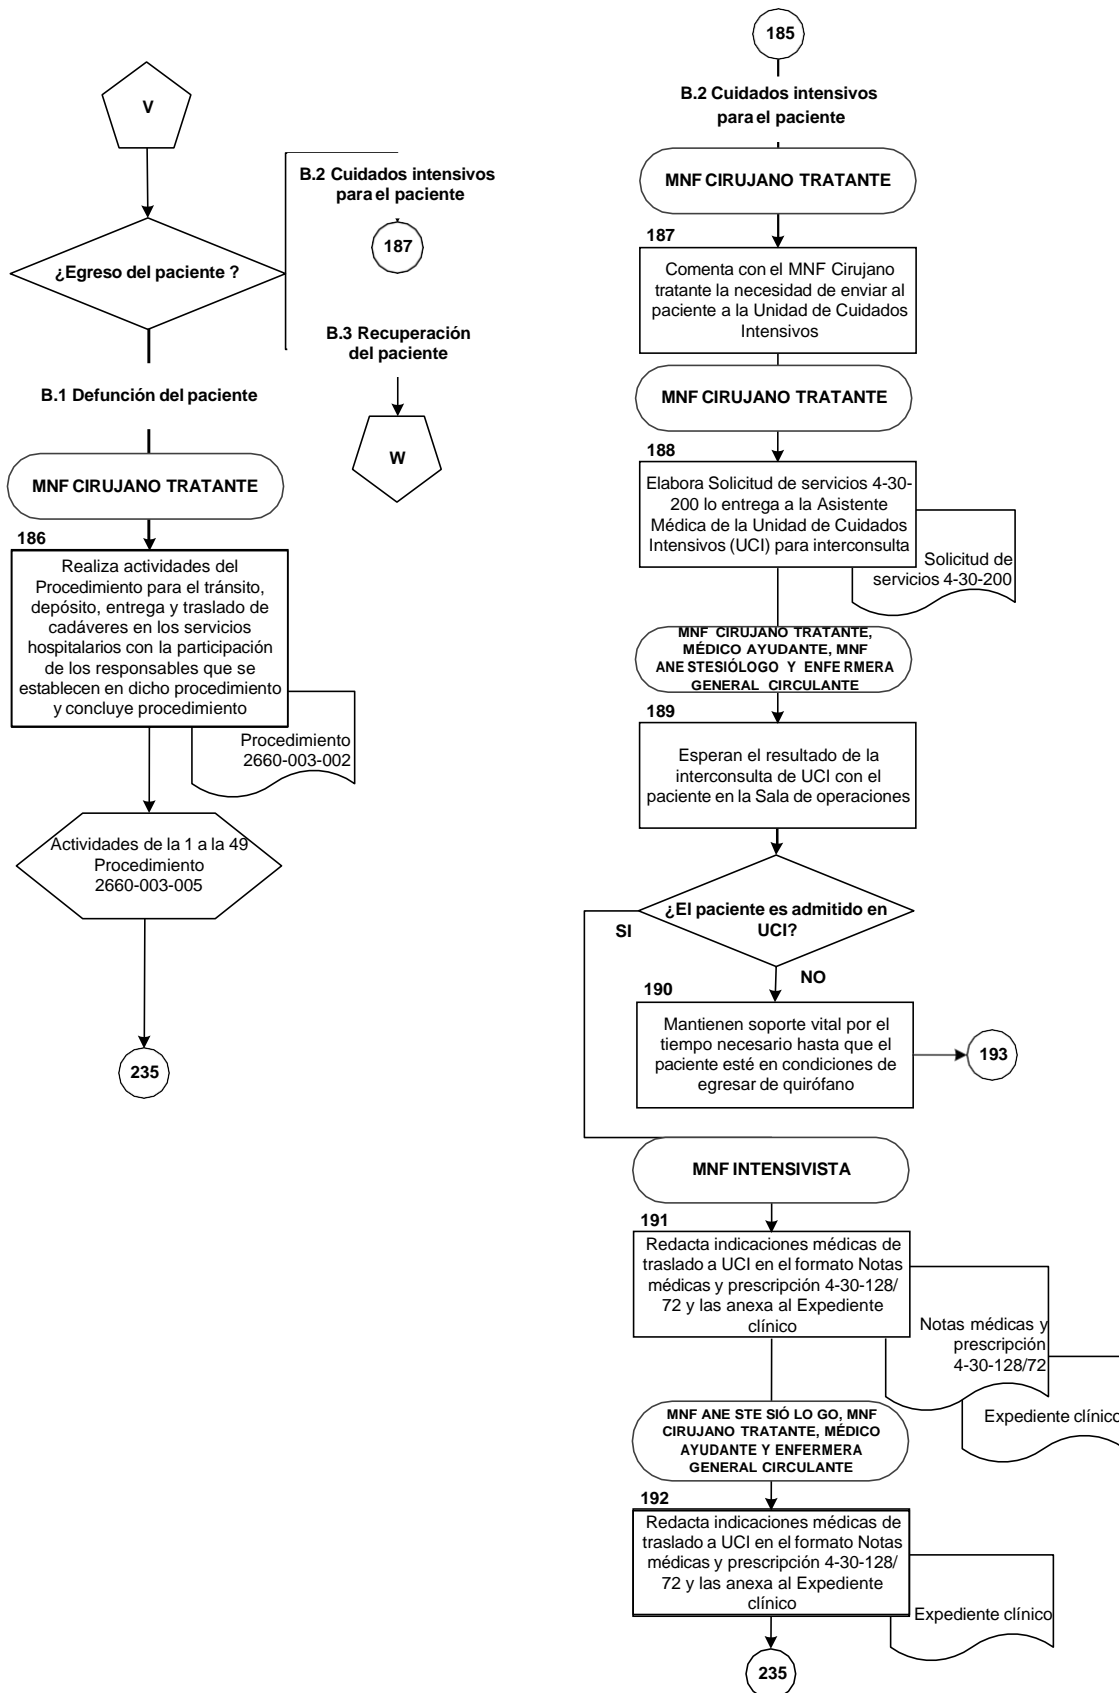 V
¿Egreso del paciente ?
B.2 Cuidados intensivos
para el paciente
187
B.3 Recuperación
del paciente
W
B.1 Defunción del paciente
MNF CIRUJANO TRATANTE
186
Realiza actividades del
Procedimiento para el tránsito,
depósito, entrega y traslado de
cadáveres en los servicios
hospitalarios con la participación
de los responsables que se
establecen en dicho procedimiento
y concluye procedimiento
Procedimiento
2660-003-002
Actividades de la 1 a la 49
Procedimiento
2660-003-005
235
185
B.2 Cuidados intensivos
para el paciente
MNF CIRUJANO TRATANTE
187
Comenta con el MNF Cirujano
tratante la necesidad de enviar al
paciente a la Unidad de Cuidados
Intensivos
MNF CIRUJANO TRATANTE
188
Elabora Solicitud de servicios 4-30-
200 lo entrega a la Asistente
Médica de la Unidad de Cuidados
Intensivos (UCI) para interconsulta
Solicitud de
servicios 4-30-200
MNF CIRUJANO TRATANTE,
MÉDICO AYUDANTE, MNF
ANE STESIÓLOGO Y ENFE RMERA
GENERAL CIRCULANTE
189
Esperan el resultado de la
interconsulta de UCI con el
paciente en la Sala de operaciones
¿El paciente es admitido en
UCI?
SI
NO
190
Mantienen soporte vital por el
tiempo necesario hasta que el
paciente esté en condiciones de
egresar de quirófano
193
MNF INTENSIVISTA
191
Redacta indicaciones médicas de
traslado a UCI en el formato Notas
médicas y prescripción 4-30-128/
72 y las anexa al Expediente
clínico
Notas médicas y
prescripción
4-30-128/72
Expediente clínico
MNF ANE STE SIÓ LO GO, MNF
CIRUJANO TRATANTE, MÉDICO
AYUDANTE Y ENFERMERA
GENERAL CIRCULANTE
192
Redacta indicaciones médicas de
traslado a UCI en el formato Notas
médicas y prescripción 4-30-128/
72 y las anexa al Expediente
clínico
Expediente clínico
235